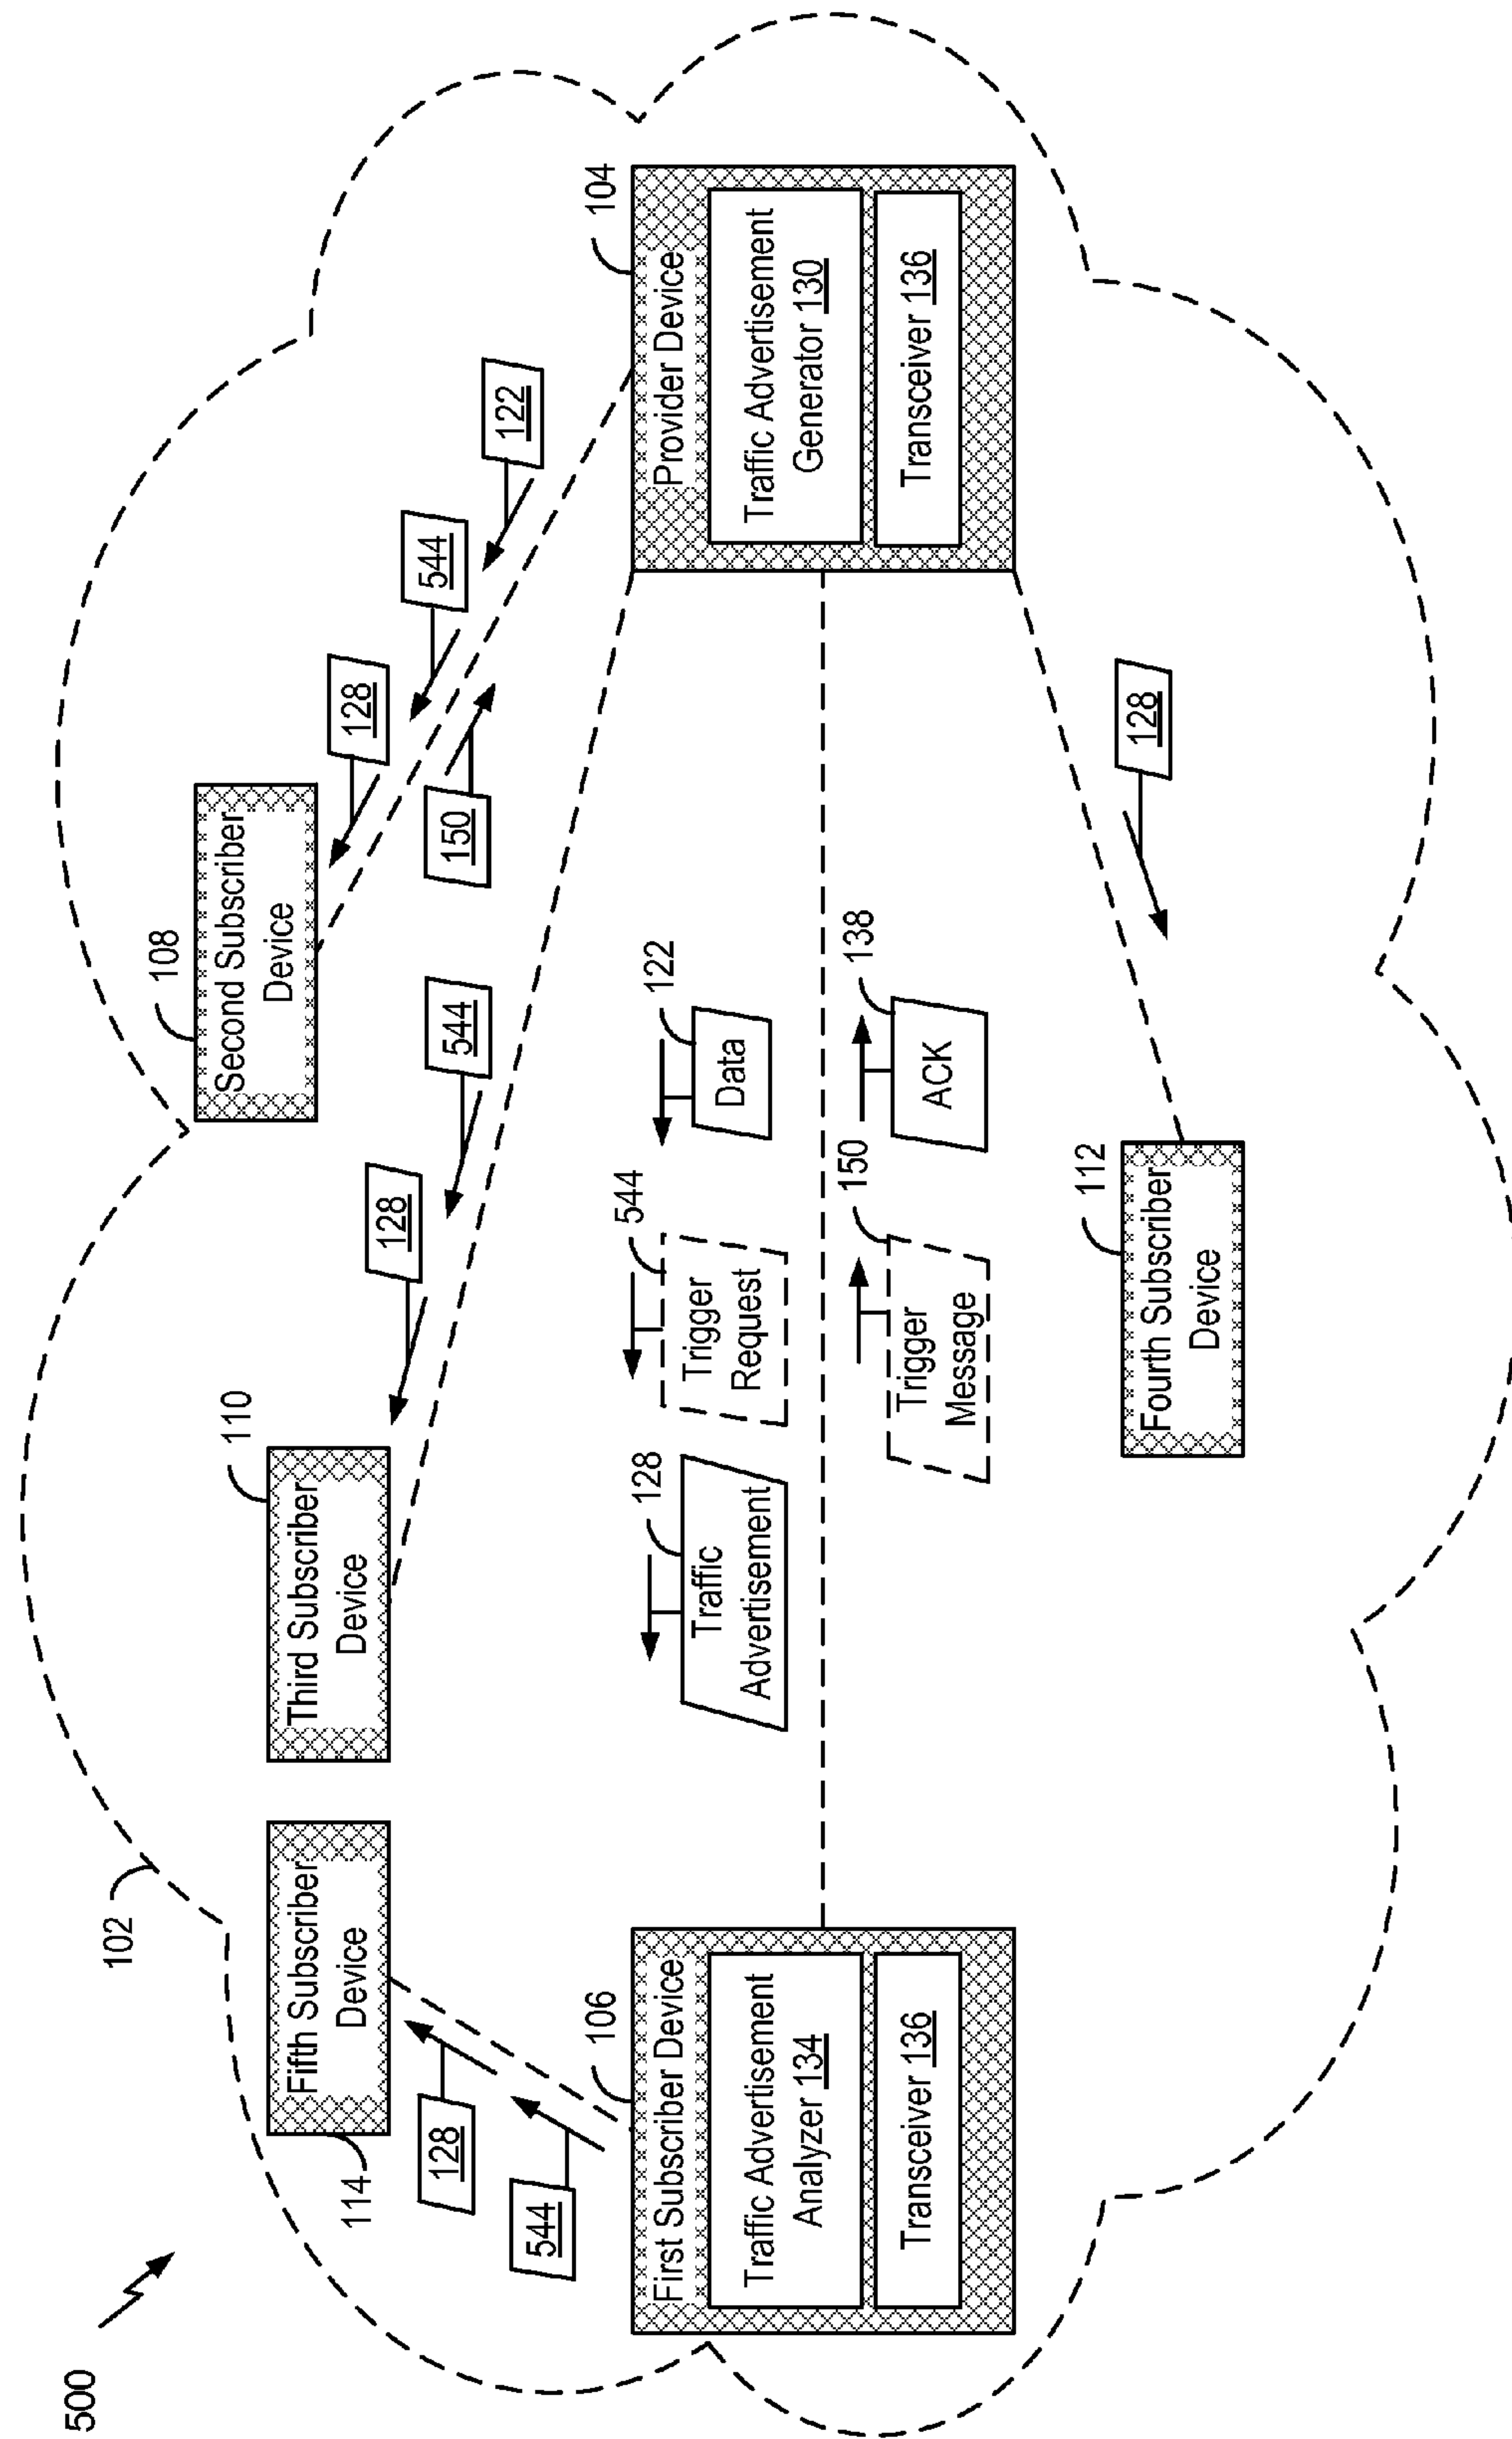 500
102
114
Fifth Subscriber
Device
110
Third Subscriber
Device
108
Second Subscriber
Device
128
544
128
544
128
544
122
150
106
First Subscriber Device
Traffic Advertisement
Analyzer 134
Transceiver 136
128
Traffic
Advertisement
544
Trigger
Request
122
Data
150
Trigger
Message
138
ACK
104
Provider Device
Traffic Advertisement
Generator 130
Transceiver 136
112
Fourth Subscriber
Device
128